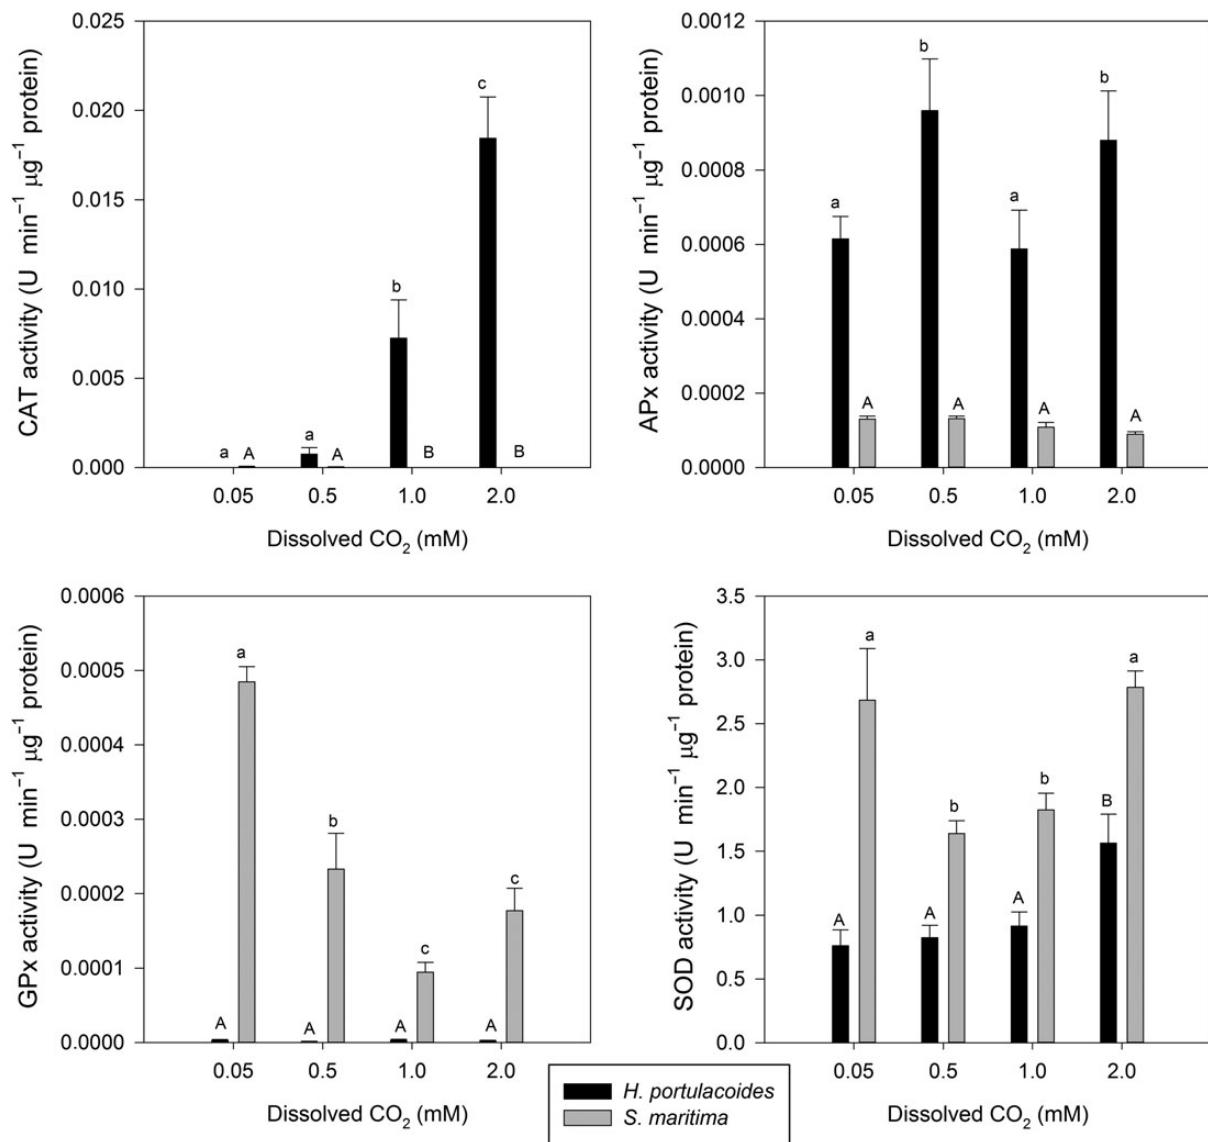 CAT activity (U min⁻¹ μg⁻¹ protein)
0.025
0.020
0.015
0.010
0.005
0.000
a A
a A
b B
c B
0.05 0.5 1.0 2.0
Dissolved CO₂ (mM)
APx activity (U min⁻¹ μg⁻¹ protein)
0.0012
0.0010
0.0008
0.0006
0.0004
0.0002
0.0000
a A
b A
a A
b A
0.05 0.5 1.0 2.0
Dissolved CO₂ (mM)
GPx activity (U min⁻¹ μg⁻¹ protein)
0.0006
0.0005
0.0004
0.0003
0.0002
0.0001
0.0000
A a
A b
A c
A c
0.05 0.5 1.0 2.0
Dissolved CO₂ (mM)
SOD activity (U min⁻¹ μg⁻¹ protein)
3.5
3.0
2.5
2.0
1.5
1.0
0.5
0.0
A a
A b
A b
B a
0.05 0.5 1.0 2.0
Dissolved CO₂ (mM)
H. portulacoides
S. maritima